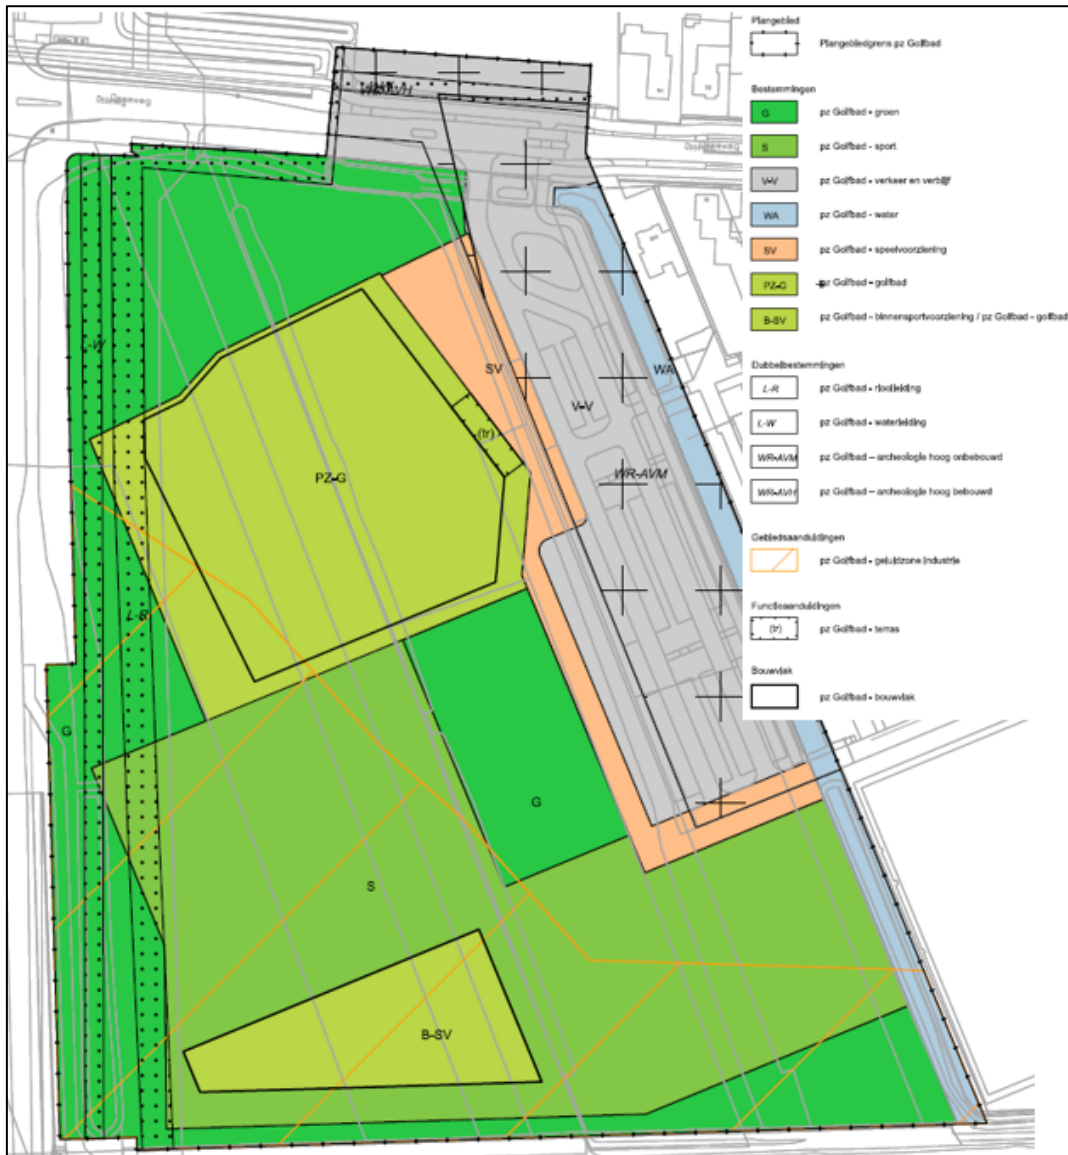 Plangebied
Plangebiedgrens pz Golfbad
Bestemmingen
G pz Golfbad - groen
S pz Golfbad - sport
V-V pz Golfbad - verkeer en verblijf
WA pz Golfbad - water
SV pz Golfbad - speelvoorziening
PZ-G pz Golfbad - golfbad
B-SV pz Golfbad - binnensportvoorziening / pz Golfbad - golfbad
Dubbelbestemmingen
L-R pz Golfbad - rioolleiding
L-W pz Golfbad - waterleiding
WR-AVM pz Golfbad - archeologie hoog onbebouwd
WR-AVH pz Golfbad - archeologie hoog bebouwd
Gebiedsaanduidingen
pz Golfbad - geluidzone industrie
Functieaanduidingen
(tr) pz Golfbad - terras
Bouwvlak
pz Golfbad - bouwvlak
WR-AVH
L-W
SV
WA
V-V
(tr)
PZ-G
WR-AVM
L-R
G
G
S
B-SV